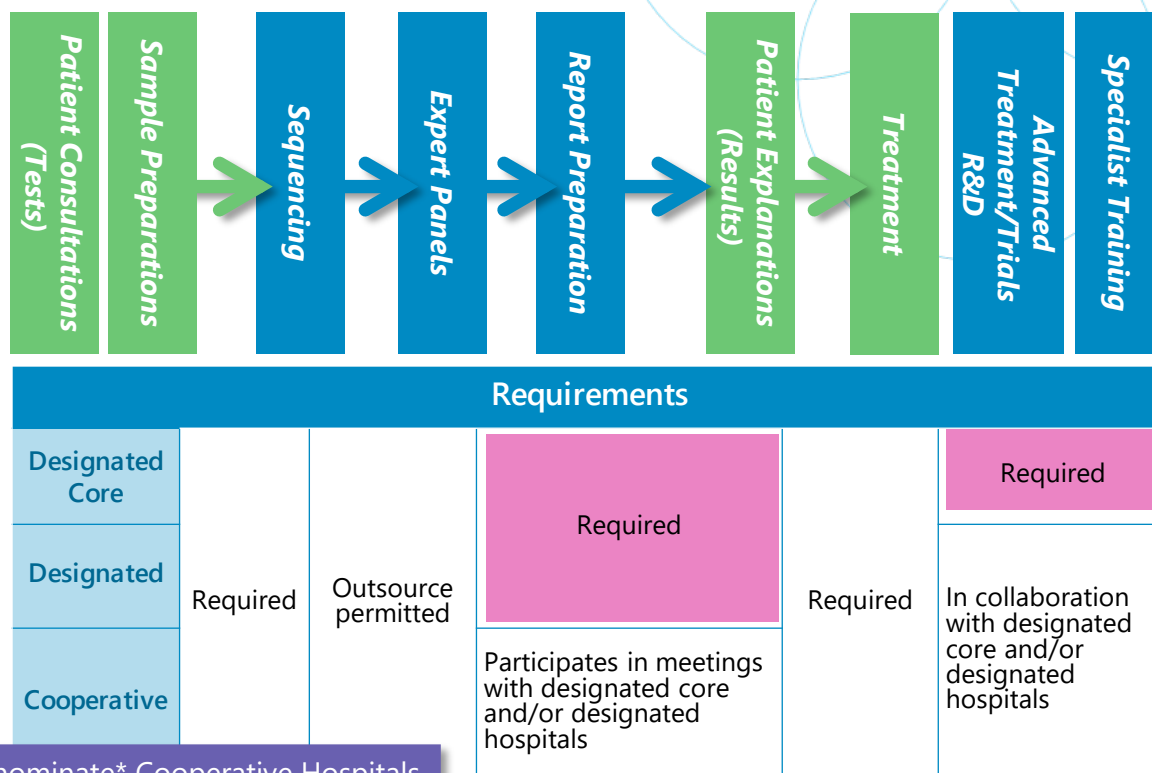 Patient Consultations
(Tests)
Sample Preparations
Sequencing
Expert Panels
Report Preparation
Patient Explanations
(Results)
Treatment
Advanced
Treatment/Trials
R&D
Specialist Training
Requirements
Designated
Core
Designated
Cooperative
Required
Outsource
permitted
Required
Participates in meetings
with designated core
and/or designated
hospitals
Required
Required
In collaboration
with designated
core and/or
designated
hospitals
nominate* Cooperative Hospitals